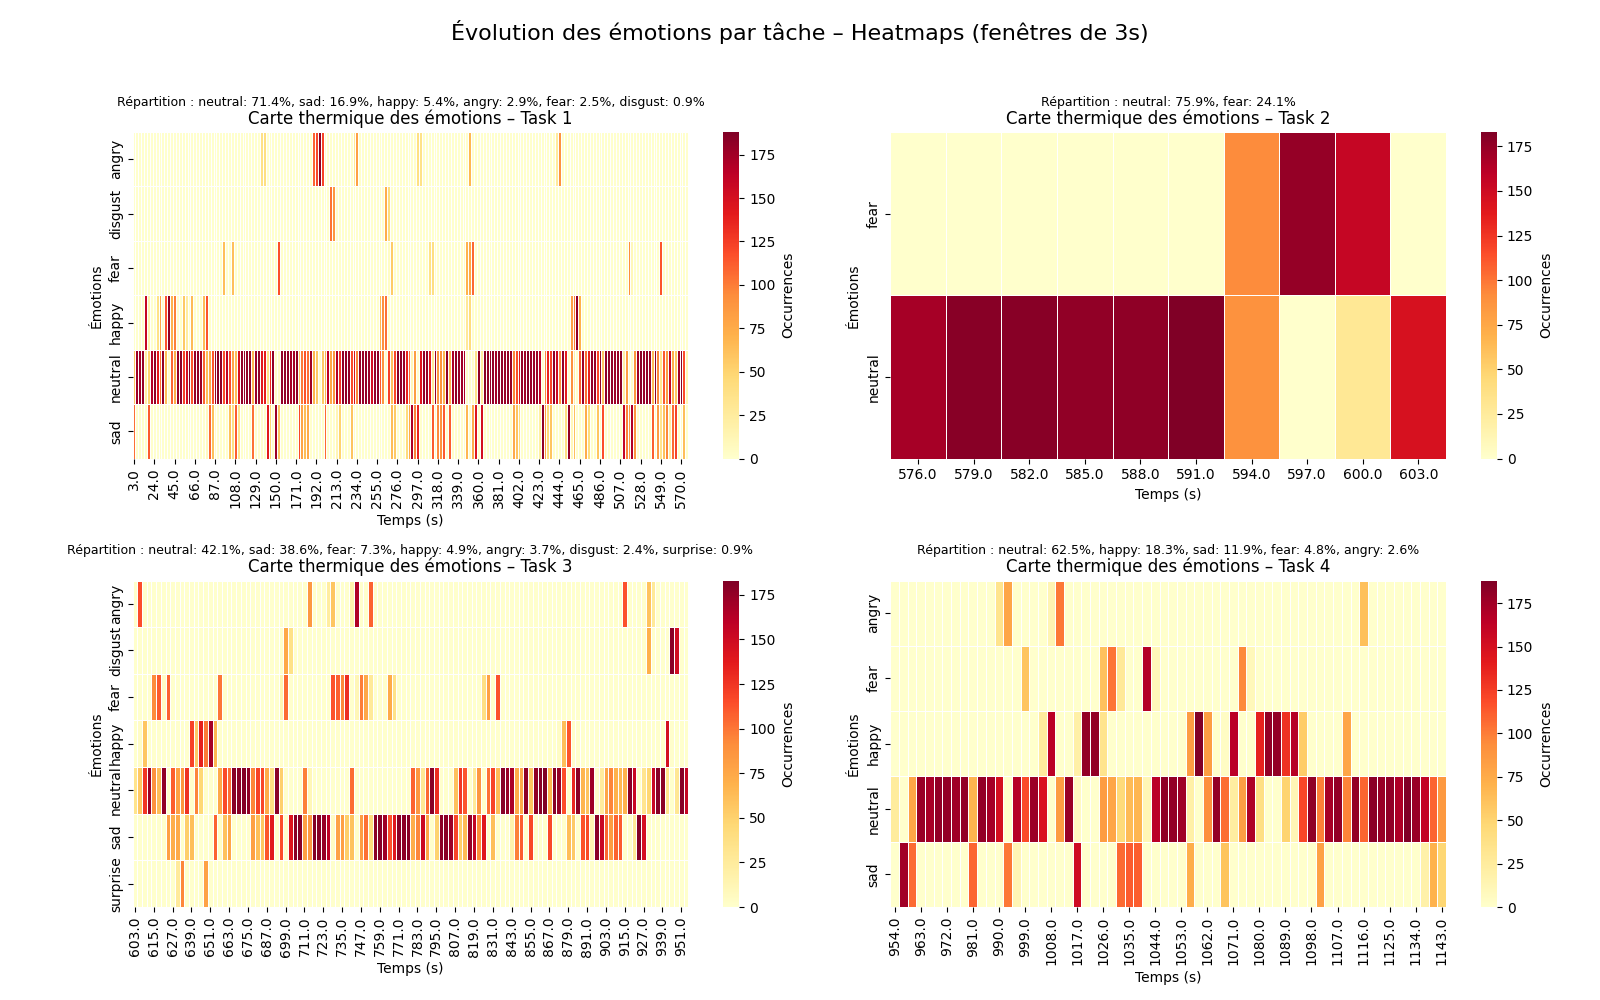 Évolution des émotions par tâche – Heatmaps (fenêtres de 3s)
Répartition : neutral: 71.4%, sad: 16.9%, happy: 5.4%, angry: 2.9%, fear: 2.5%, disgust: 0.9%
Carte thermique des émotions – Task 1
Émotions
angry
disgust
fear
happy
neutral
sad
3.0 24.0 45.0 66.0 87.0 108.0 129.0 150.0 171.0 192.0 213.0 234.0 255.0 276.0 297.0 318.0 339.0 360.0 381.0 402.0 423.0 444.0 465.0 486.0 507.0 528.0 549.0 570.0
Temps (s)
175
150
125
100
75
50
25
0
Occurrences
Répartition : neutral: 75.9%, fear: 24.1%
Carte thermique des émotions – Task 2
Émotions
fear
neutral
576.0 579.0 582.0 585.0 588.0 591.0 594.0 597.0 600.0 603.0
Temps (s)
175
150
125
100
75
50
25
0
Occurrences
Répartition : neutral: 42.1%, sad: 38.6%, fear: 7.3%, happy: 4.9%, angry: 3.7%, disgust: 2.4%, surprise: 0.9%
Carte thermique des émotions – Task 3
Émotions
angry
disgust
fear
happy
neutral
sad
surprise
603.0 615.0 627.0 639.0 651.0 663.0 675.0 687.0 699.0 711.0 723.0 735.0 747.0 759.0 771.0 783.0 795.0 807.0 819.0 831.0 843.0 855.0 867.0 879.0 891.0 903.0 915.0 927.0 939.0 951.0
Temps (s)
175
150
125
100
75
50
25
0
Occurrences
Répartition : neutral: 62.5%, happy: 18.3%, sad: 11.9%, fear: 4.8%, angry: 2.6%
Carte thermique des émotions – Task 4
Émotions
angry
fear
happy
neutral
sad
954.0 963.0 972.0 981.0 990.0 999.0 1008.0 1017.0 1026.0 1035.0 1044.0 1053.0 1062.0 1071.0 1080.0 1089.0 1098.0 1107.0 1116.0 1125.0 1134.0 1143.0
Temps (s)
175
150
125
100
75
50
25
0
Occurrences